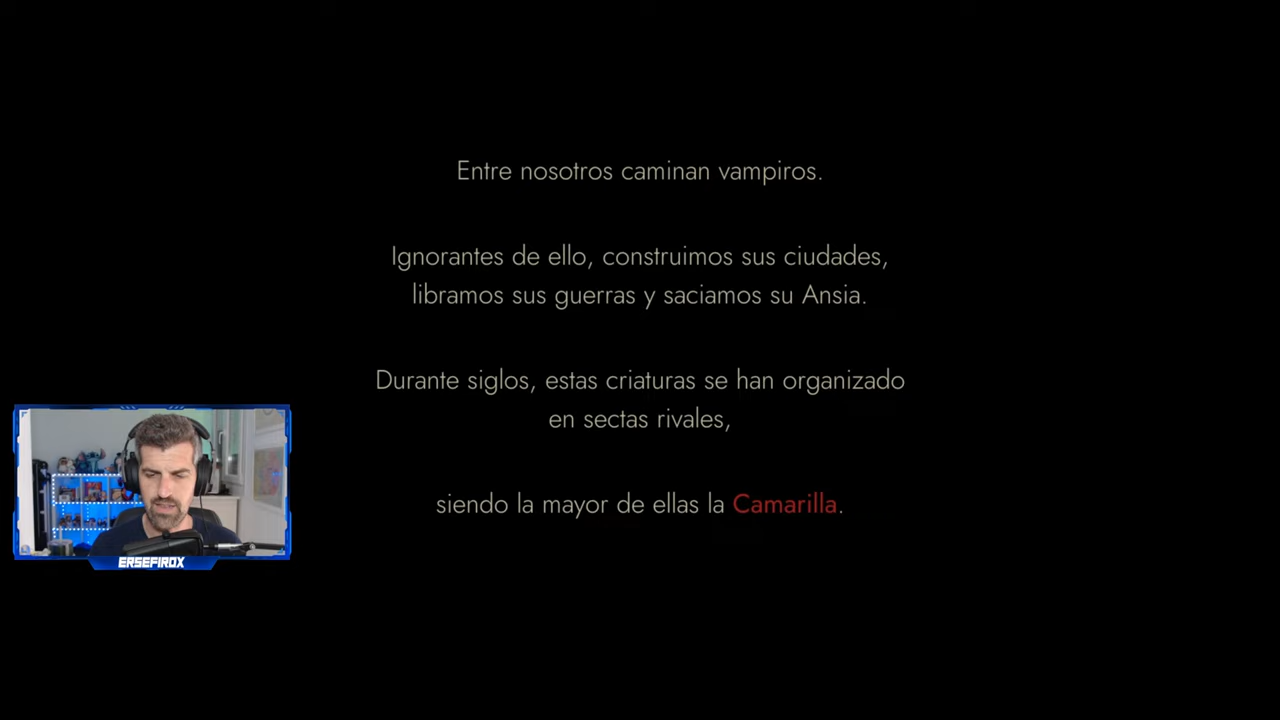 Entre nosotros caminan vampiros.
Ignorantes de ello, construimos sus ciudades,
libramos sus guerras y saciamos su Ansia.
Durante siglos, estas criaturas se han organizado
en sectas rivales,
siendo la mayor de ellas la Camarilla.
ERSEFIROX